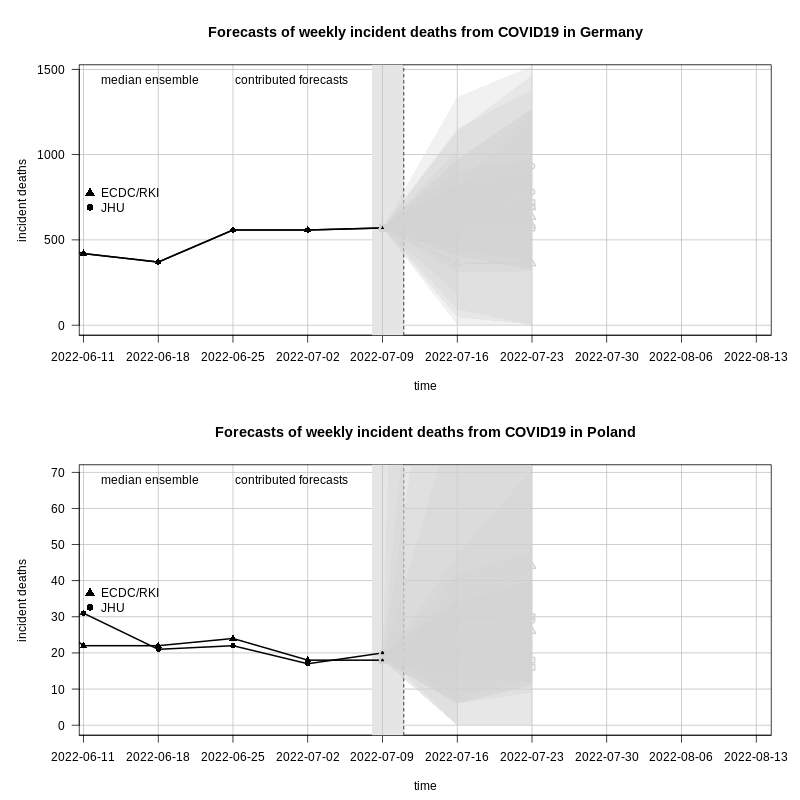 Forecasts of weekly incident deaths from COVID19 in Germany
median ensemble contributed forecasts
1500
1000
500
0
incident deaths
ECDC/RKI
JHU
2022-06-11 2022-06-18 2022-06-25 2022-07-02 2022-07-09 2022-07-16 2022-07-23 2022-07-30 2022-08-06 2022-08-13
time
Forecasts of weekly incident deaths from COVID19 in Poland
median ensemble contributed forecasts
70
60
50
40
30
20
10
0
incident deaths
ECDC/RKI
JHU
2022-06-11 2022-06-18 2022-06-25 2022-07-02 2022-07-09 2022-07-16 2022-07-23 2022-07-30 2022-08-06 2022-08-13
time